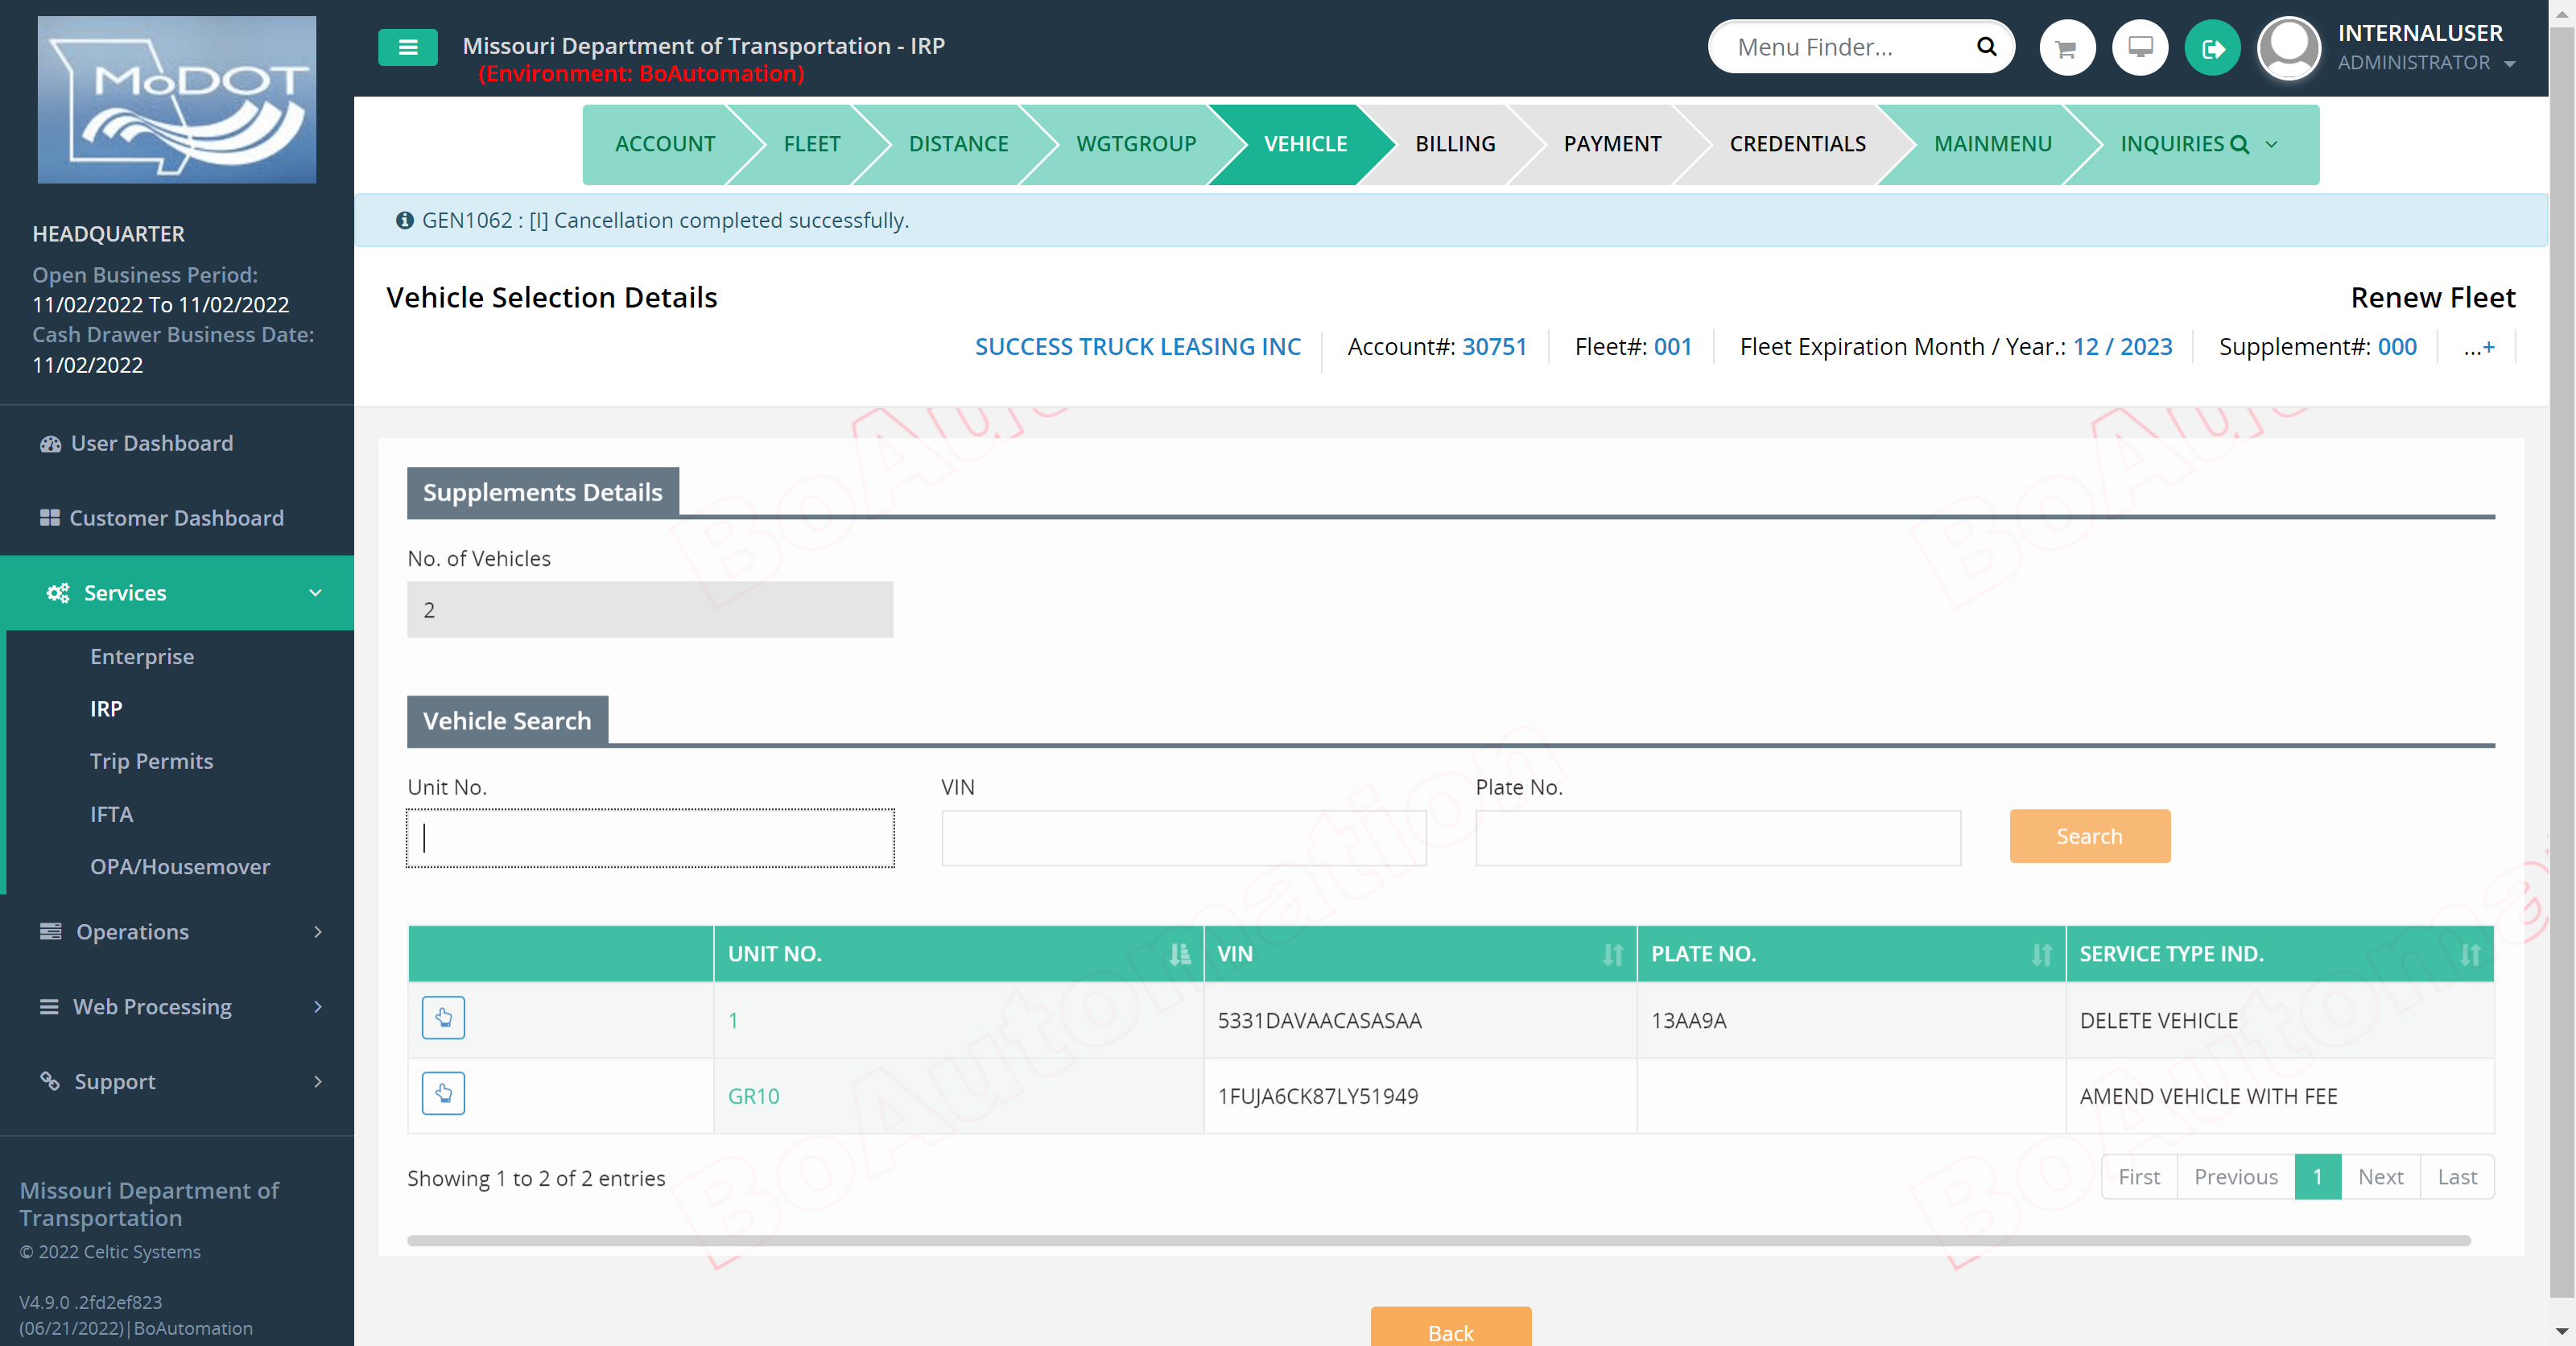 MoDOT
Missouri Department of Transportation - IRP
(Environment: BoAutomation)
Menu Finder...
INTERNALUSER
ADMINISTRATOR
ACCOUNT
FLEET
DISTANCE
WGTGROUP
VEHICLE
BILLING
PAYMENT
CREDENTIALS
MAINMENU
INQUIRIES
GEN1062 : [I] Cancellation completed successfully.
HEADQUARTER
Open Business Period:
11/02/2022 To 11/02/2022
Cash Drawer Business Date:
11/02/2022
User Dashboard
Customer Dashboard
Services
Enterprise
IRP
Trip Permits
IFTA
OPA/Housemover
Operations
Web Processing
Support
Missouri Department of
Transportation
© 2022 Celtic Systems
V4.9.0 .2fd2ef823
(06/21/2022)|BoAutomation
Vehicle Selection Details
Renew Fleet
SUCCESS TRUCK LEASING INC
Account#: 30751
Fleet#: 001
Fleet Expiration Month / Year.: 12 / 2023
Supplement#: 000
...+
Supplements Details
No. of Vehicles
2
Vehicle Search
Unit No.
VIN
Plate No.
Search
UNIT NO.
VIN
PLATE NO.
SERVICE TYPE IND.
1
5331DAVAACASASAA
13AA9A
DELETE VEHICLE
GR10
1FUJA6CK87LY51949
AMEND VEHICLE WITH FEE
Showing 1 to 2 of 2 entries
First
Previous
1
Next
Last
Back
BoAutomation